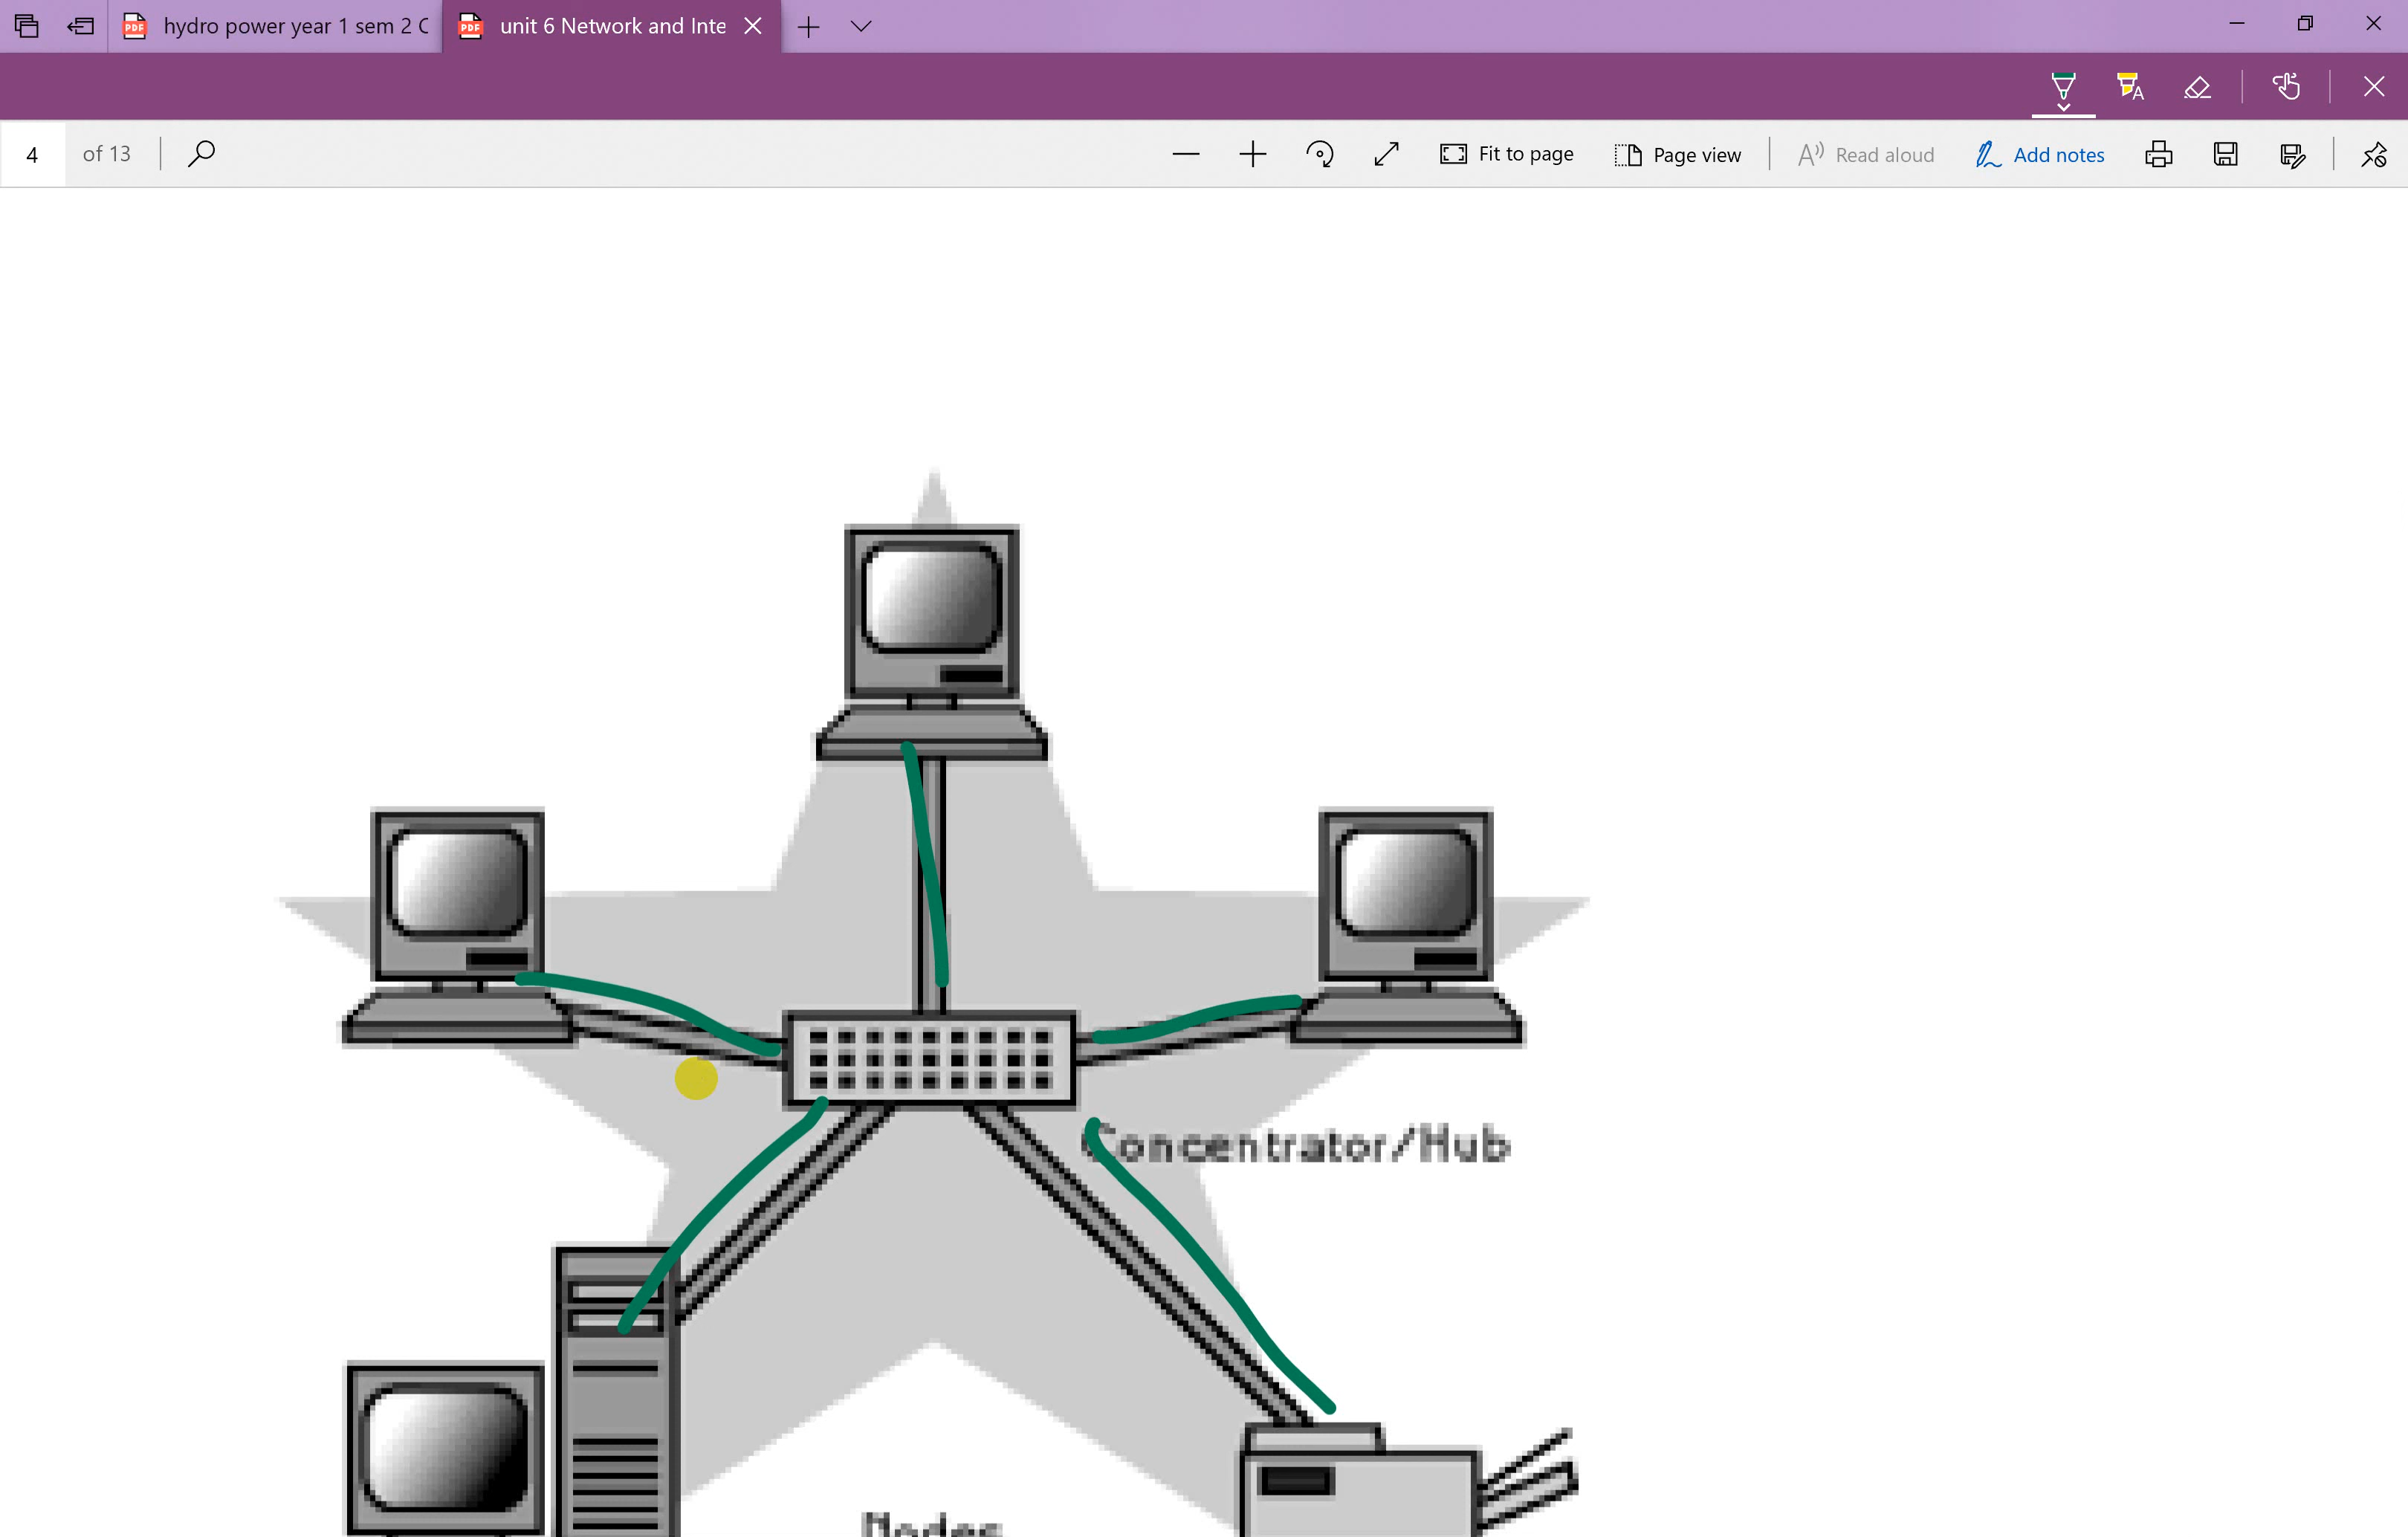 hydro power year 1 sem 2 C
unit 6 Network and Inte
4 of 13
Fit to page
Page view
Read aloud
Add notes
Concentrator/Hub
Nodes